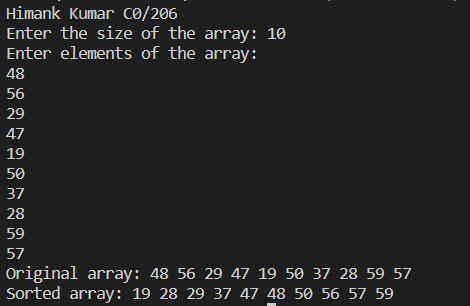 Himank Kumar C0/206
Enter the size of the array: 10
Enter elements of the array:
48
56
29
47
19
50
37
28
59
57
Original array: 48 56 29 47 19 50 37 28 59 57
Sorted array: 19 28 29 37 47 48 50 56 57 59